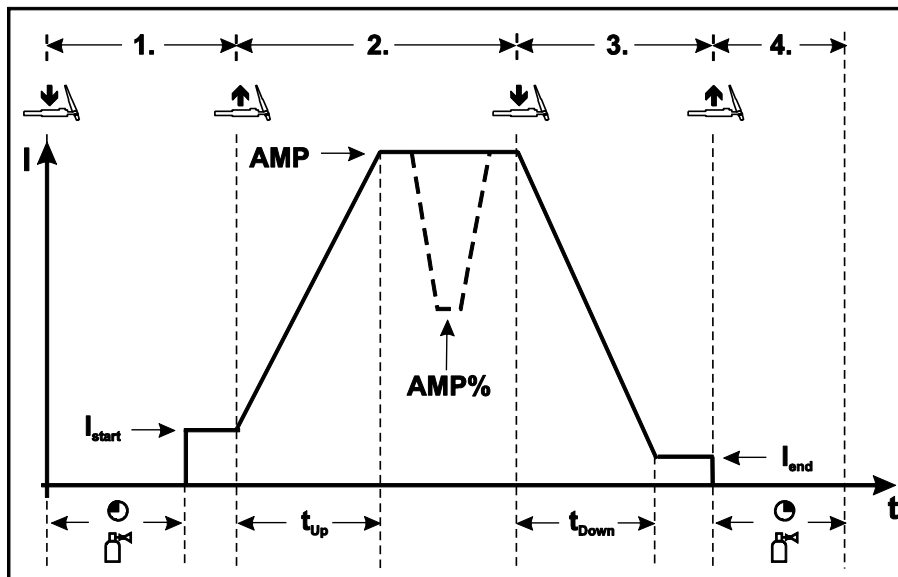 1. 2. 3. 4.
I
AMP
AMP%
Istart
Iend
t
tUp
tDown